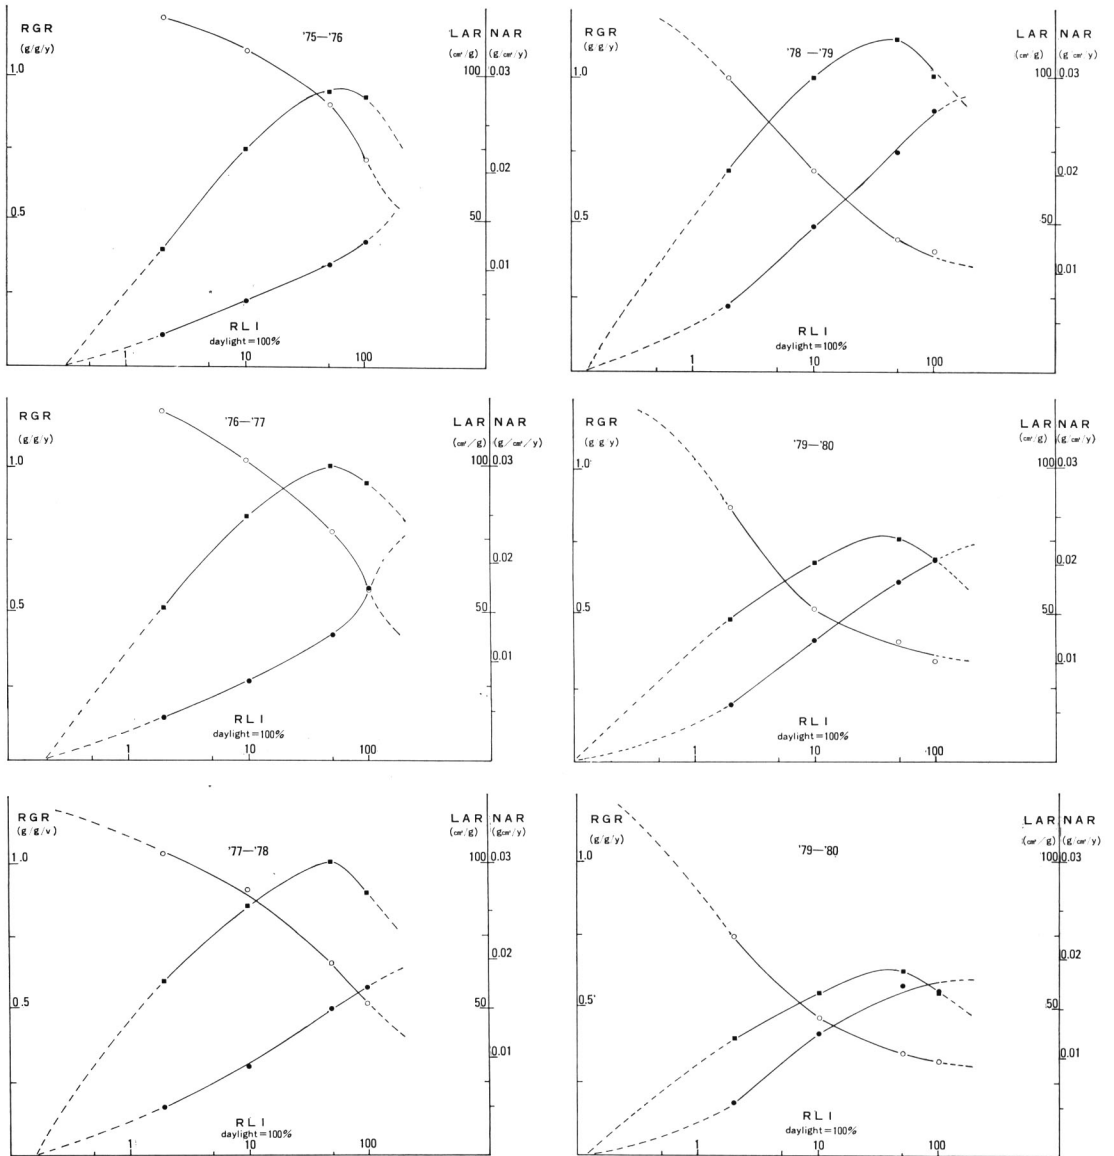 RGR
(g/g/y)
'75—'76
LAR NAR
(㎠/g) (g/㎠/y)
1.0
100 0.03
0.02
0.5
50
0.01
RLI
daylight=100%
1 10 100
RGR
(g g y)
'78 —'79
LAR NAR
(㎠ g) (g ㎠ y)
1.0
100 0.03
0.02
0.5
50
0.01
RLI
daylight=100%
1 10 100
RGR
(g/g/y)
'76—'77
LAR NAR
(㎠/g) (g/㎠/y)
1.0
100 0.03
0.02
0.5
50
0.01
RLI
daylight=100%
1 10 100
RGR
(g g y)
'79—'80
LAR NAR
(㎠/g) (g/㎠/y)
1.0
100 0.03
0.02
0.5
50
0.01
RLI
daylight=100%
1 10 100
RGR
(g/g/y)
'77—'78
LAR NAR
(㎠/g) (g㎠/y)
1.0
100 0.03
0.02
0.5
50
0.01
RLI
daylight=100%
1 10 100
RGR
(g/g/y)
'79—'80
LAR NAR
(㎠/g) (g/㎠/y)
1.0
100 0.03
0.02
0.5
50
0.01
RLI
daylight=100%
1 10 100